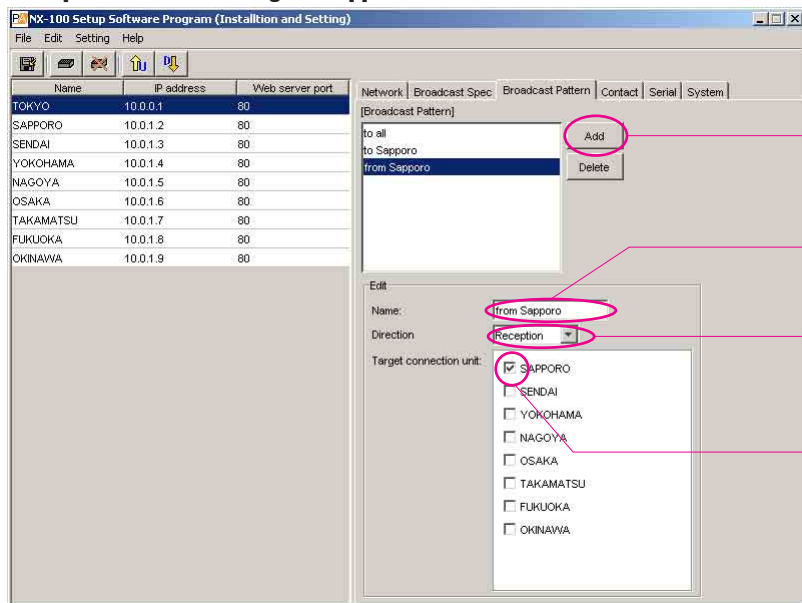 NX-100 Setup Software Program (Installtion and Setting)
File Edit Setting Help
Name IP address Web server port
TOKYO 10.0.0.1 80
SAPPORO 10.0.1.2 80
SENDAI 10.0.1.3 80
YOKOHAMA 10.0.1.4 80
NAGOYA 10.0.1.5 80
OSAKA 10.0.1.6 80
TAKAMATSU 10.0.1.7 80
FUKUOKA 10.0.1.8 80
OKINAWA 10.0.1.9 80
Network Broadcast Spec Broadcast Pattern Contact Serial System
[Broadcast Pattern]
to all
to Sapporo
from Sapporo
Add
Delete
Edit
Name: from Sapporo
Direction Reception
Target connection unit:
SAPPORO
SENDAI
YOKOHAMA
NAGOYA
OSAKA
TAKAMATSU
FUKUOKA
OKINAWA